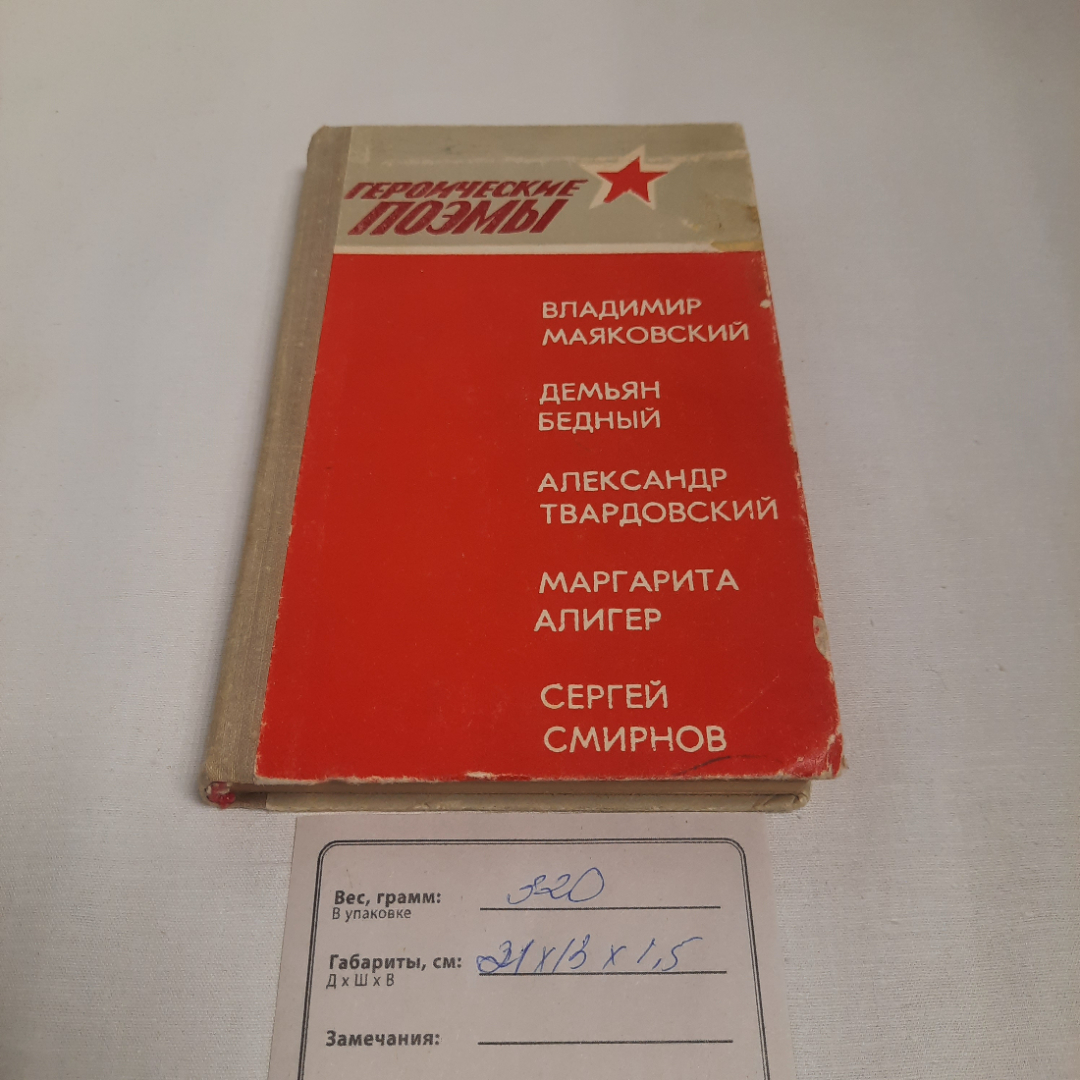 ГЕРОИЧЕСКИЕ
ПОЭМЫ
ВЛАДИМИР
МАЯКОВСКИЙ
ДЕМЬЯН
БЕДНЫЙ
АЛЕКСАНДР
ТВАРДОВСКИЙ
МАРГАРИТА
АЛИГЕР
СЕРГЕЙ
СМИРНОВ
Вес, грамм: 320
В упаковке
Габариты, см: 21 х 13 х 1,5
Д х Ш х В
Замечания: